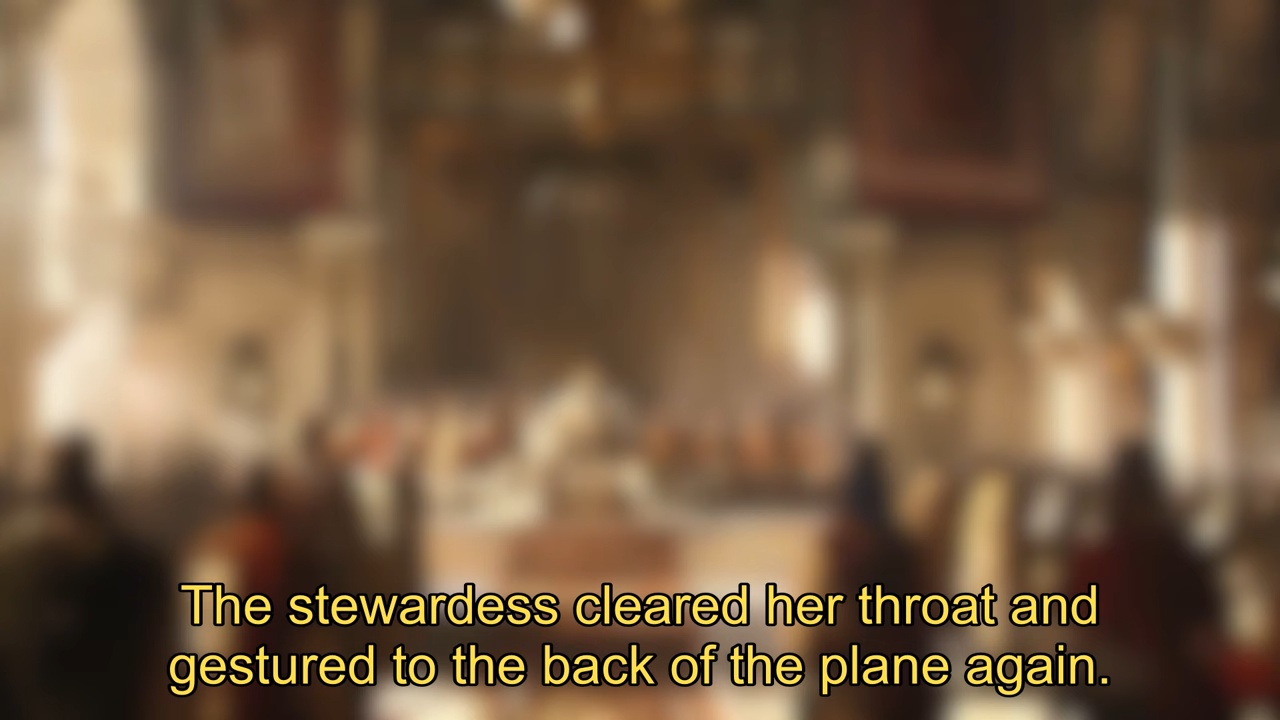 The stewardess cleared her throat and
gestured to the back of the plane again.